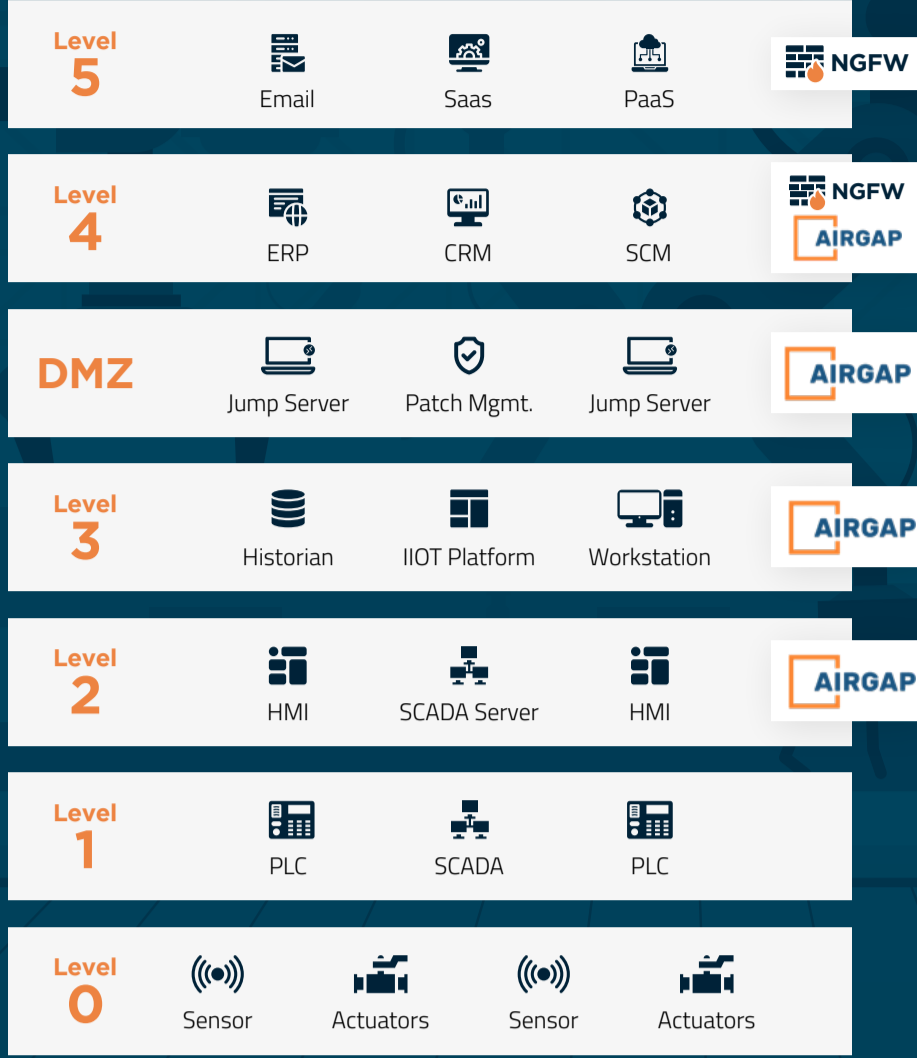 Level
5
Email
Saas
PaaS
NGFW
Level
4
ERP
CRM
SCM
NGFW
AIRGAP
DMZ
Jump Server
Patch Mgmt.
Jump Server
AIRGAP
Level
3
Historian
IIOT Platform
Workstation
AIRGAP
Level
2
HMI
SCADA Server
HMI
AIRGAP
Level
1
PLC
SCADA
PLC
Level
0
Sensor
Actuators
Sensor
Actuators